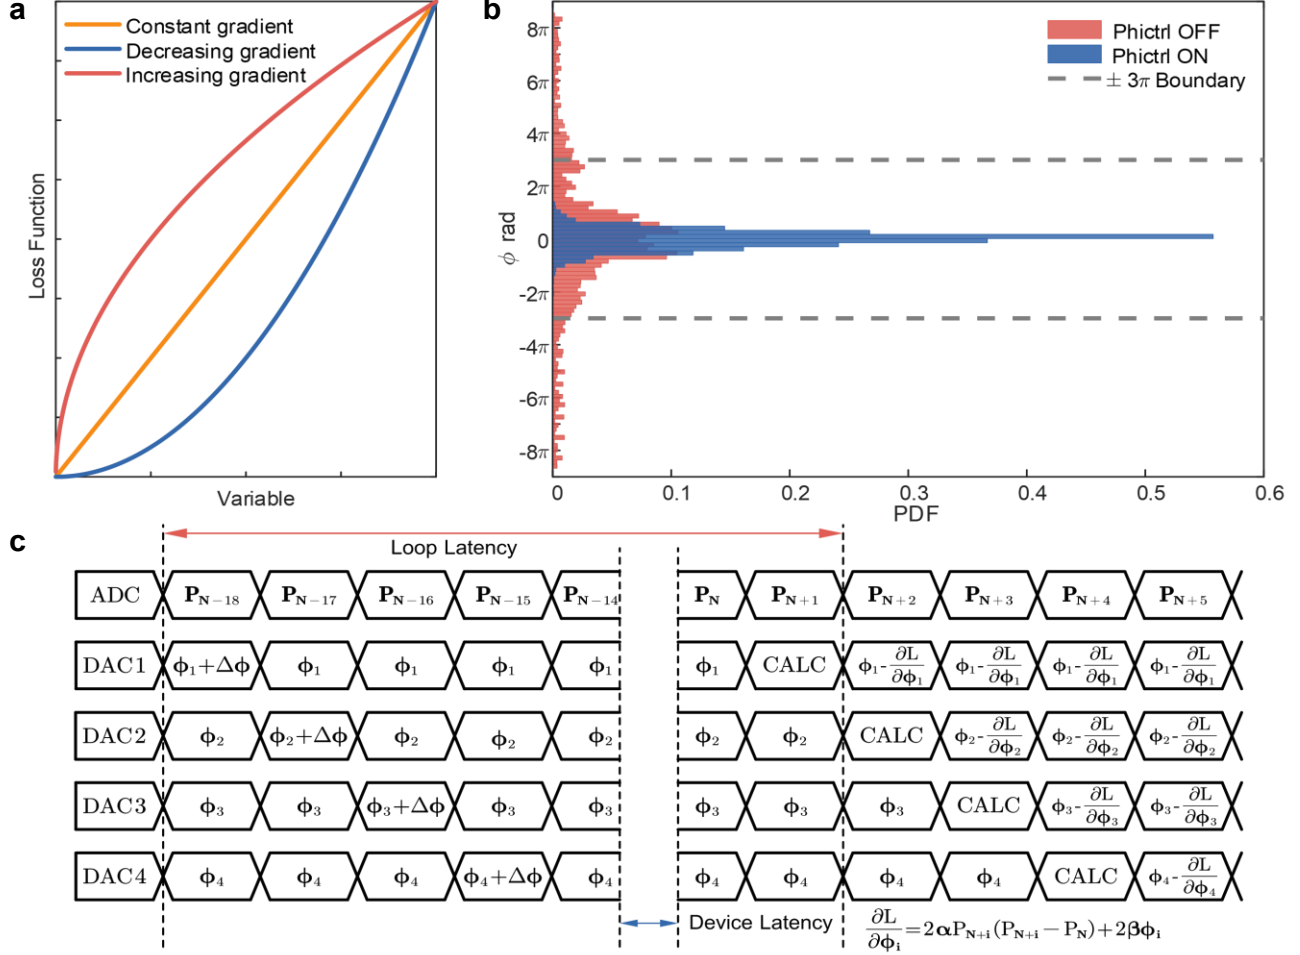 a
Constant gradient
Decreasing gradient
Increasing gradient
Loss Function
Variable
b
Phictrl OFF
Phictrl ON
± 3π Boundary
8π
6π
4π
2π
0
-2π
-4π
-6π
-8π
ϕ rad
0 0.1 0.2 0.3 0.4 0.5 0.6
PDF
c
Loop Latency
ADC P_{N-18} P_{N-17} P_{N-16} P_{N-15} P_{N-14} P_N P_{N+1} P_{N+2} P_{N+3} P_{N+4} P_{N+5}
DAC1 ϕ₁+Δϕ ϕ₁ ϕ₁ ϕ₁ ϕ₁ ϕ₁ CALC ϕ₁-∂L/∂ϕ₁ ϕ₁-∂L/∂ϕ₁ ϕ₁-∂L/∂ϕ₁ ϕ₁-∂L/∂ϕ₁
DAC2 ϕ₂ ϕ₂+Δϕ ϕ₂ ϕ₂ ϕ₂ ϕ₂ ϕ₂ CALC ϕ₂-∂L/∂ϕ₂ ϕ₂-∂L/∂ϕ₂ ϕ₂-∂L/∂ϕ₂
DAC3 ϕ₃ ϕ₃ ϕ₃+Δϕ ϕ₃ ϕ₃ ϕ₃ ϕ₃ ϕ₃ CALC ϕ₃-∂L/∂ϕ₃ ϕ₃-∂L/∂ϕ₃
DAC4 ϕ₄ ϕ₄ ϕ₄ ϕ₄+Δϕ ϕ₄ ϕ₄ ϕ₄ ϕ₄ ϕ₄ CALC ϕ₄-∂L/∂ϕ₄
Device Latency
∂L/∂ϕ_i=2αP_{N+i}(P_{N+i}-P_N)+2βϕ_i